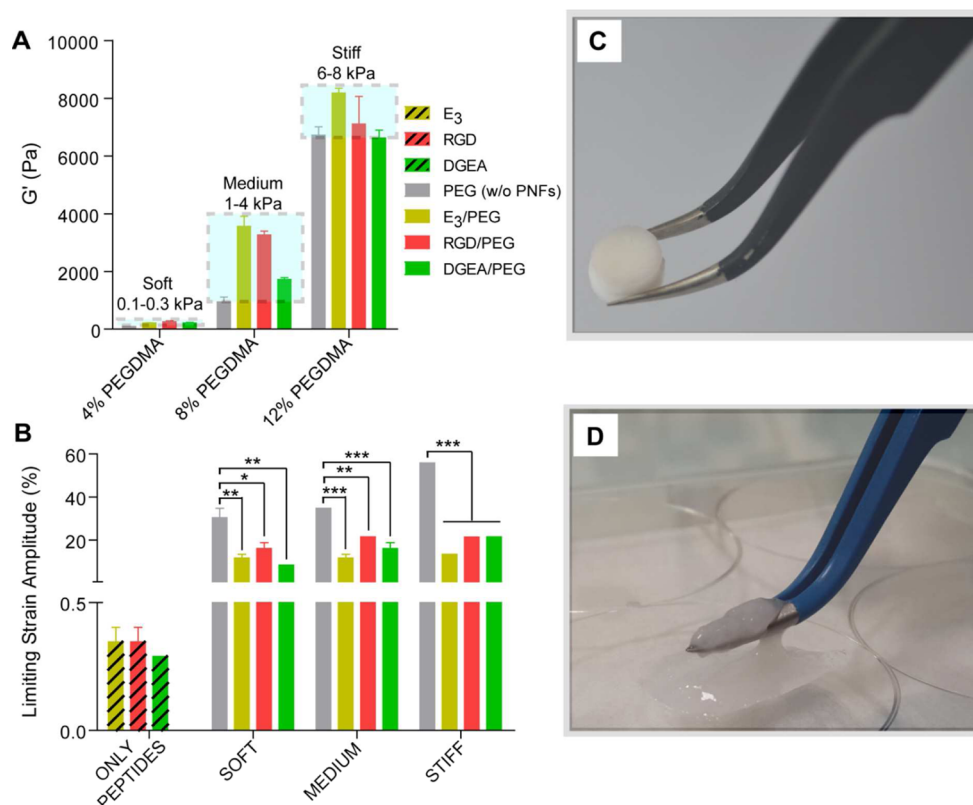 A
G' (Pa)
10000
8000
6000
4000
2000
0
Soft
0.1-0.3 kPa
Medium
1-4 kPa
Stiff
6-8 kPa
4% PEGDMA
8% PEGDMA
12% PEGDMA
E3
RGD
DGEA
PEG (w/o PNFs)
E3/PEG
RGD/PEG
DGEA/PEG
B
Limiting Strain Amplitude (%)
60
40
20
0.5
0.0
**
*
**
***
**
***
***
ONLY
PEPTIDES
SOFT
MEDIUM
STIFF
C
D